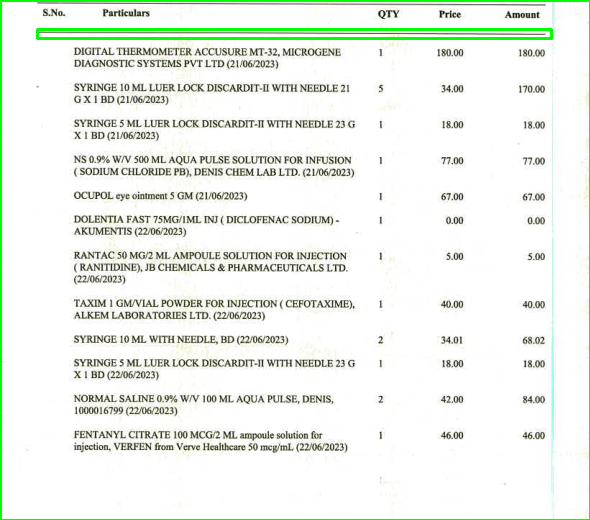 S.No. Particulars QTY Price Amount
DIGITAL THERMOMETER ACCUSURE MT-32, MICROGENE 1 180.00 180.00
DIAGNOSTIC SYSTEMS PVT LTD (21/06/2023)
SYRINGE 10 ML LUER LOCK DISCARDIT-II WITH NEEDLE 21 5 34.00 170.00
G X 1 BD (21/06/2023)
SYRINGE 5 ML LUER LOCK DISCARDIT-II WITH NEEDLE 23 G 1 18.00 18.00
X 1 BD (21/06/2023)
NS 0.9% W/V 500 ML AQUA PULSE SOLUTION FOR INFUSION 1 77.00 77.00
( SODIUM CHLORIDE PB), DENIS CHEM LAB LTD. (21/06/2023)
OCUPOL eye ointment 5 GM (21/06/2023) 1 67.00 67.00
DOLENTIA FAST 75MG/1ML INJ ( DICLOFENAC SODIUM) - 1 0.00 0.00
AKUMENTIS (22/06/2023)
RANTAC 50 MG/2 ML AMPOULE SOLUTION FOR INJECTION 1 5.00 5.00
( RANITIDINE), JB CHEMICALS & PHARMACEUTICALS LTD.
(22/06/2023)
TAXIM 1 GM/VIAL POWDER FOR INJECTION ( CEFOTAXIME), 1 40.00 40.00
ALKEM LABORATORIES LTD. (22/06/2023)
SYRINGE 10 ML WITH NEEDLE, BD (22/06/2023) 2 34.01 68.02
SYRINGE 5 ML LUER LOCK DISCARDIT-II WITH NEEDLE 23 G 1 18.00 18.00
X 1 BD (22/06/2023)
NORMAL SALINE 0.9% W/V 100 ML AQUA PULSE, DENIS, 2 42.00 84.00
1000016799 (22/06/2023)
FENTANYL CITRATE 100 MCG/2 ML ampoule solution for 1 46.00 46.00
injection, VERFEN from Verve Healthcare 50 mcg/mL (22/06/2023)